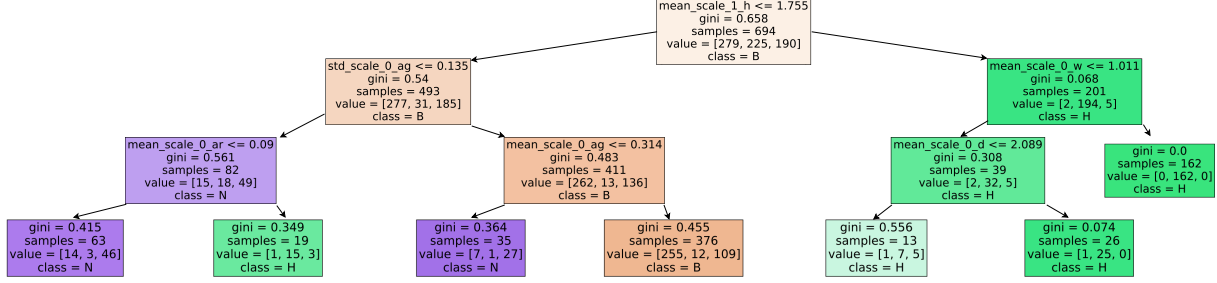 mean_scale_1_h <= 1.755
gini = 0.658
samples = 694
value = [279, 225, 190]
class = B
std_scale_0_ag <= 0.135
gini = 0.54
samples = 493
value = [277, 31, 185]
class = B
mean_scale_0_w <= 1.011
gini = 0.068
samples = 201
value = [2, 194, 5]
class = H
mean_scale_0_ar <= 0.09
gini = 0.561
samples = 82
value = [15, 18, 49]
class = N
mean_scale_0_ag <= 0.314
gini = 0.483
samples = 411
value = [262, 13, 136]
class = B
mean_scale_0_d <= 2.089
gini = 0.308
samples = 39
value = [2, 32, 5]
class = H
gini = 0.0
samples = 162
value = [0, 162, 0]
class = H
gini = 0.415
samples = 63
value = [14, 3, 46]
class = N
gini = 0.349
samples = 19
value = [1, 15, 3]
class = H
gini = 0.364
samples = 35
value = [7, 1, 27]
class = N
gini = 0.455
samples = 376
value = [255, 12, 109]
class = B
gini = 0.556
samples = 13
value = [1, 7, 5]
class = H
gini = 0.074
samples = 26
value = [1, 25, 0]
class = H